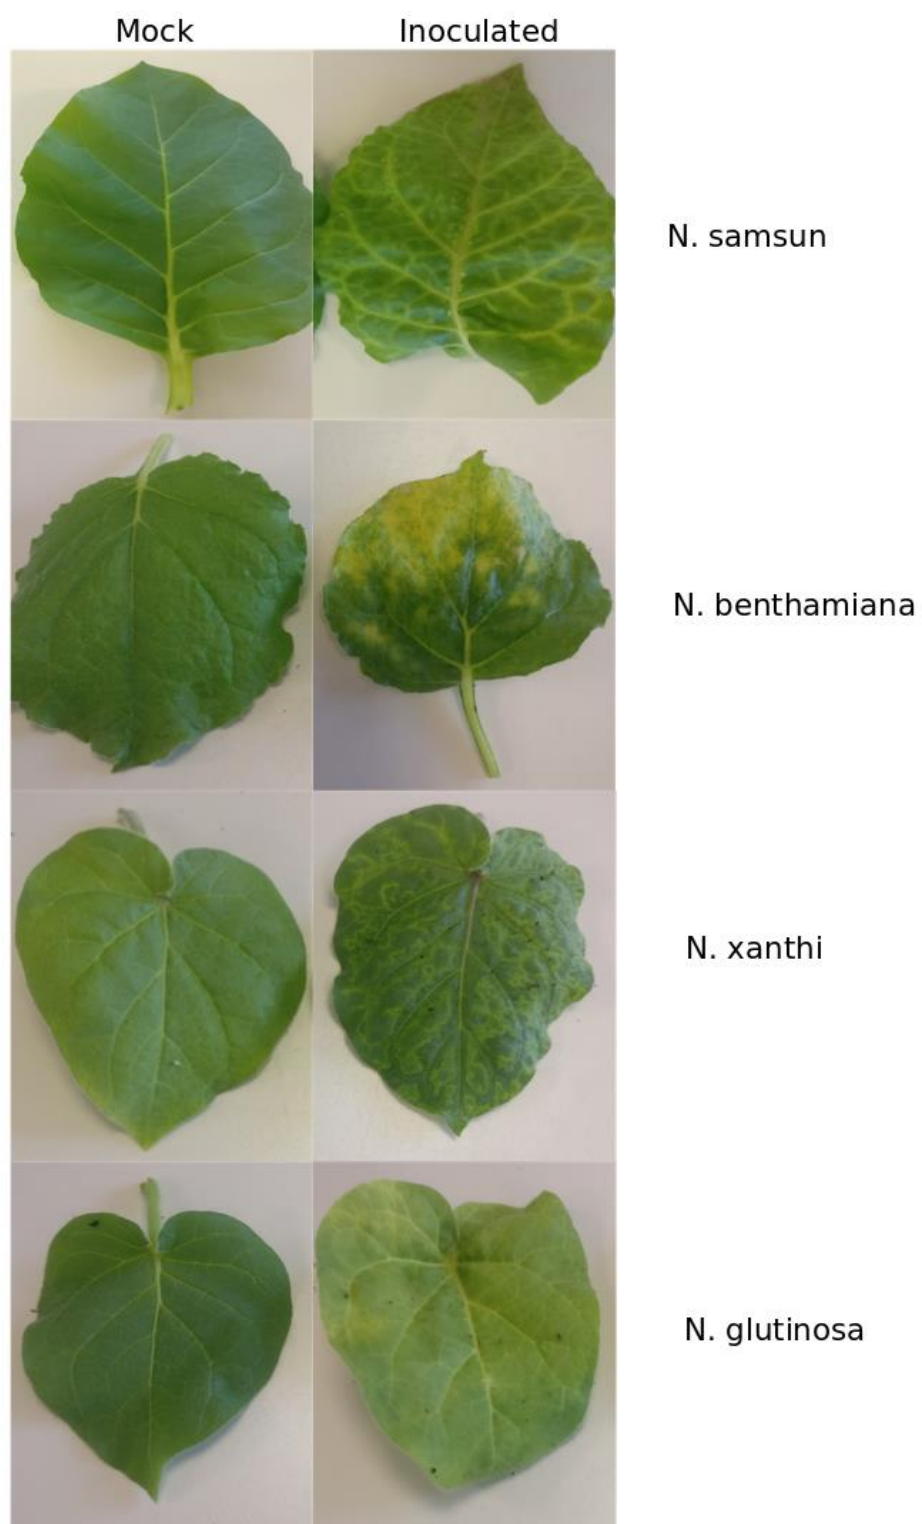 Mock
Inoculated
N. samsun
N. benthamiana
N. xanthi
N. glutinosa